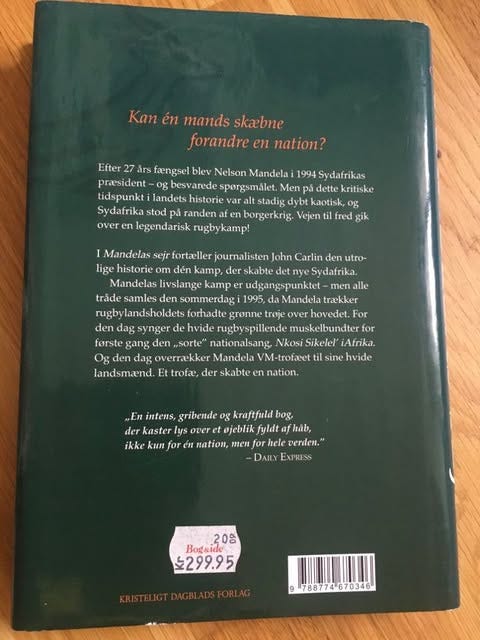 Kan én mands skæbne
forandre en nation?
Efter 27 års fængsel blev Nelson Mandela i 1994 Sydafrikas
præsident – og besvarede spørgsmålet. Men på dette kritiske
tidspunkt i landets historie var alt stadig dybt kaotisk, og
Sydafrika stod på randen af en borgerkrig. Vejen til fred gik
over en legendarisk rugbykamp!
I Mandelas sejr fortæller journalisten John Carlin den utro-
lige historie om dén kamp, der skabte det nye Sydafrika.
Mandelas livslange kamp er udgangspunktet – men alle
tråde samles den sommerdag i 1995, da Mandela trækker
rugbylandsholdets forhadte grønne trøje over hovedet. For
den dag synger de hvide rugbyspillende muskelbundter for
første gang den „sorte” nationalsang, Nkosi Sikelel’ iAfrika.
Og den dag overrækker Mandela VM-trofæet til sine hvide
landsmænd. Et trofæ, der skabte en nation.
„En intens, gribende og kraftfuld bog,
der kaster lys over et øjeblik fyldt af håb,
ikke kun for én nation, men for hele verden.”
– DAILY EXPRESS
2008
Bog&ide
299.95
9 788774 670346
KRISTELIGT DAGBLADS FORLAG